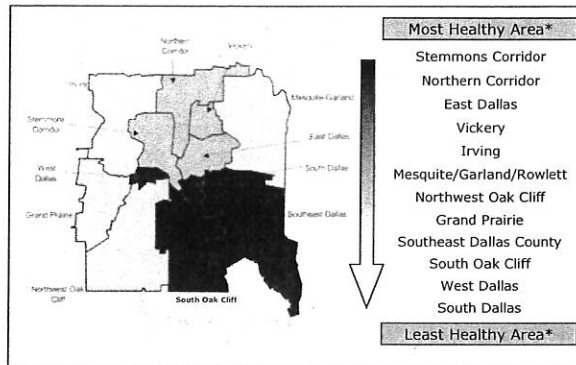 Northern
Corridor
Vickery
Irving
Mesquite-Garland
Stemmons
Corridor
East Dallas
West
Dallas
South Dallas
Grand Prairie
Southeast Dallas
Northwest Oak
Cliff
South Oak Cliff
Most Healthy Area*
Stemmons Corridor
Northern Corridor
East Dallas
Vickery
Irving
Mesquite/Garland/Rowlett
Northwest Oak Cliff
Grand Prairie
Southeast Dallas County
South Oak Cliff
West Dallas
South Dallas
Least Healthy Area*